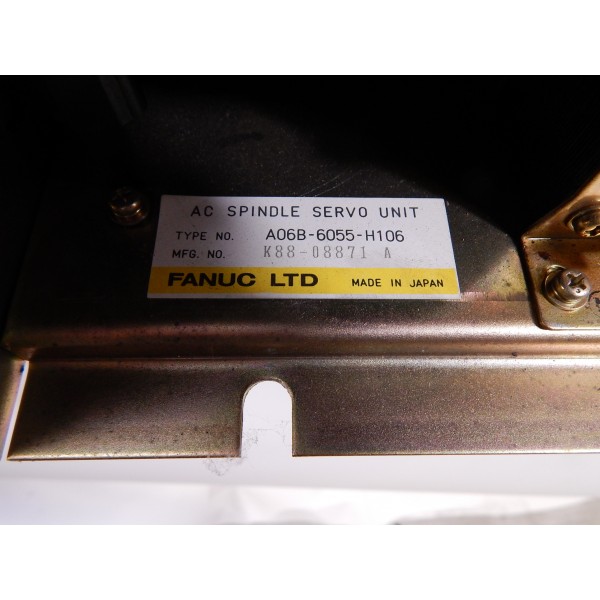 AC SPINDLE SERVO UNIT
TYPE NO. A06B-6055-H106
MFG. NO. K88-08871 A
FANUC LTD MADE IN JAPAN